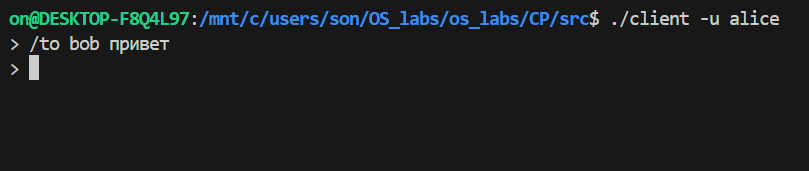 on@DESKTOP-F8Q4L97:/mnt/c/users/son/OS_labs/os_labs/CP/src$ ./client -u alice
> /to bob привет
>